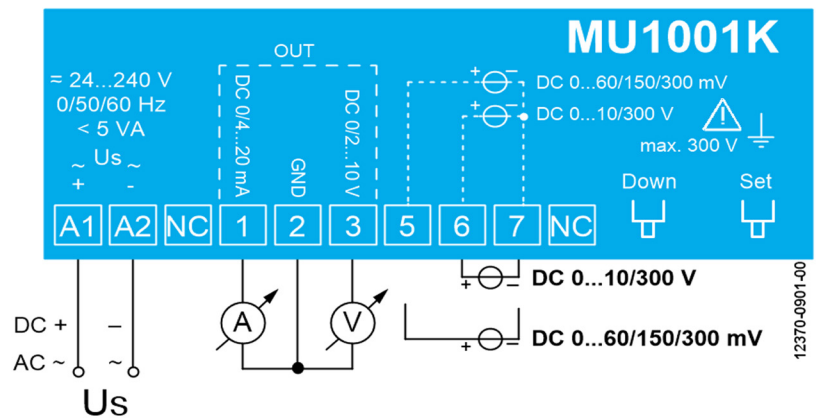 MU1001K
OUT
≂ 24...240 V
0/50/60 Hz
< 5 VA
~ Us ~
+ -
DC 0/4...20 mA
GND
DC 0/2...10 V
+ − DC 0...60/150/300 mV
+ − DC 0...10/300 V
max. 300 V
Down Set
A1 A2 NC 1 2 3 5 6 7 NC
+ − DC 0...10/300 V
A V
DC + −
+ − DC 0...60/150/300 mV
AC ~ ~
Us
12370-0901-00